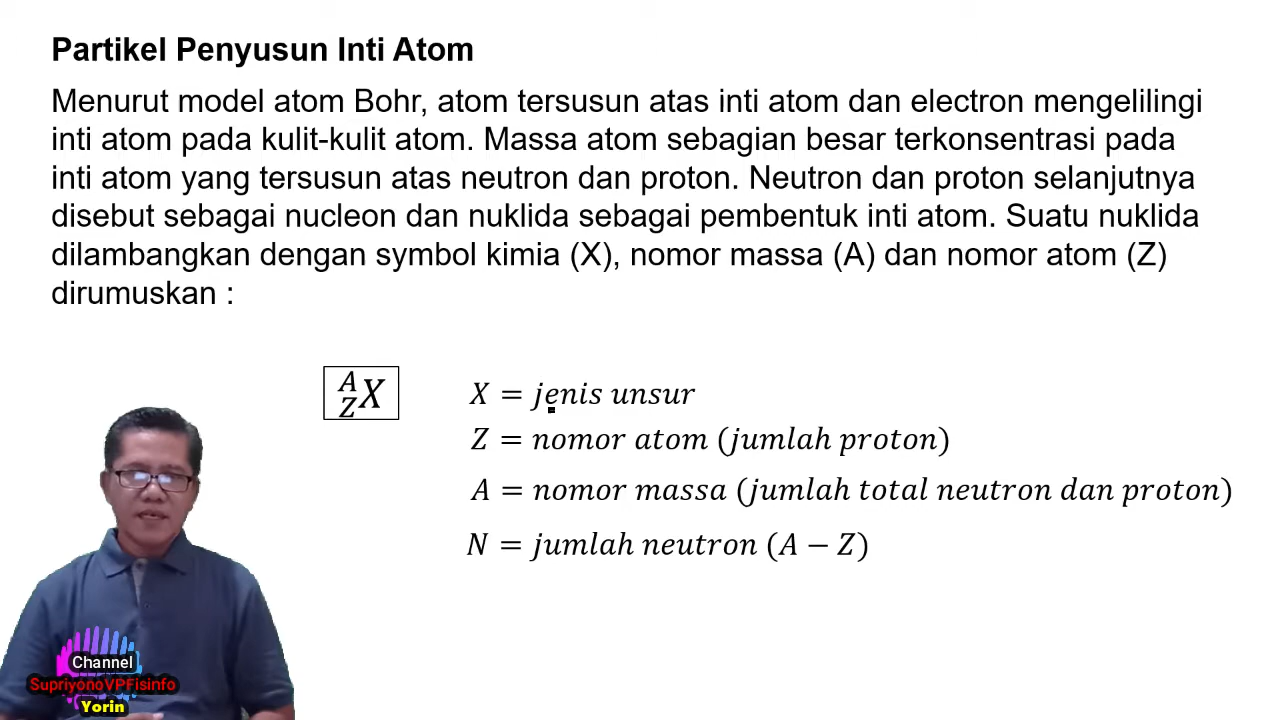 Partikel Penyusun Inti Atom
Menurut model atom Bohr, atom tersusun atas inti atom dan electron mengelilingi
inti atom pada kulit-kulit atom. Massa atom sebagian besar terkonsentrasi pada
inti atom yang tersusun atas neutron dan proton. Neutron dan proton selanjutnya
disebut sebagai nucleon dan nuklida sebagai pembentuk inti atom. Suatu nuklida
dilambangkan dengan symbol kimia (X), nomor massa (A) dan nomor atom (Z)
dirumuskan :
A
Z X
X = jenis unsur
Z = nomor atom (jumlah proton)
A = nomor massa (jumlah total neutron dan proton)
N = jumlah neutron (A − Z)
Channel
SupriyonoVPFisinfo
Yorin